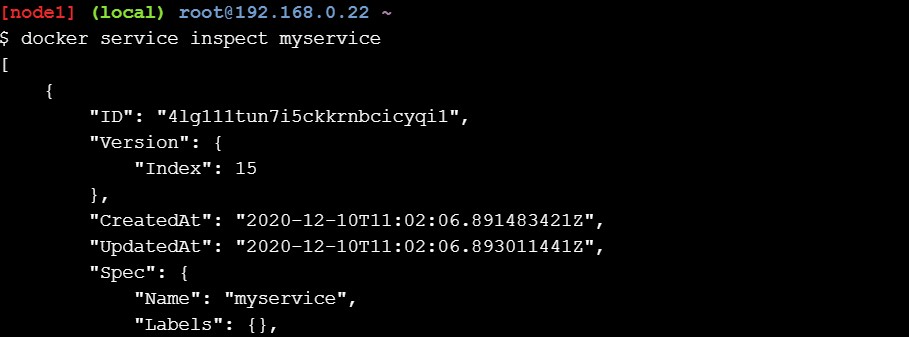 [node1] (local) root@192.168.0.22 ~
$ docker service inspect myservice
[
    {
        "ID": "4lg111tun7i5ckkrnbcicyqi1",
        "Version": {
            "Index": 15
        },
        "CreatedAt": "2020-12-10T11:02:06.891483421Z",
        "UpdatedAt": "2020-12-10T11:02:06.893011441Z",
        "Spec": {
            "Name": "myservice",
            "Labels": {},